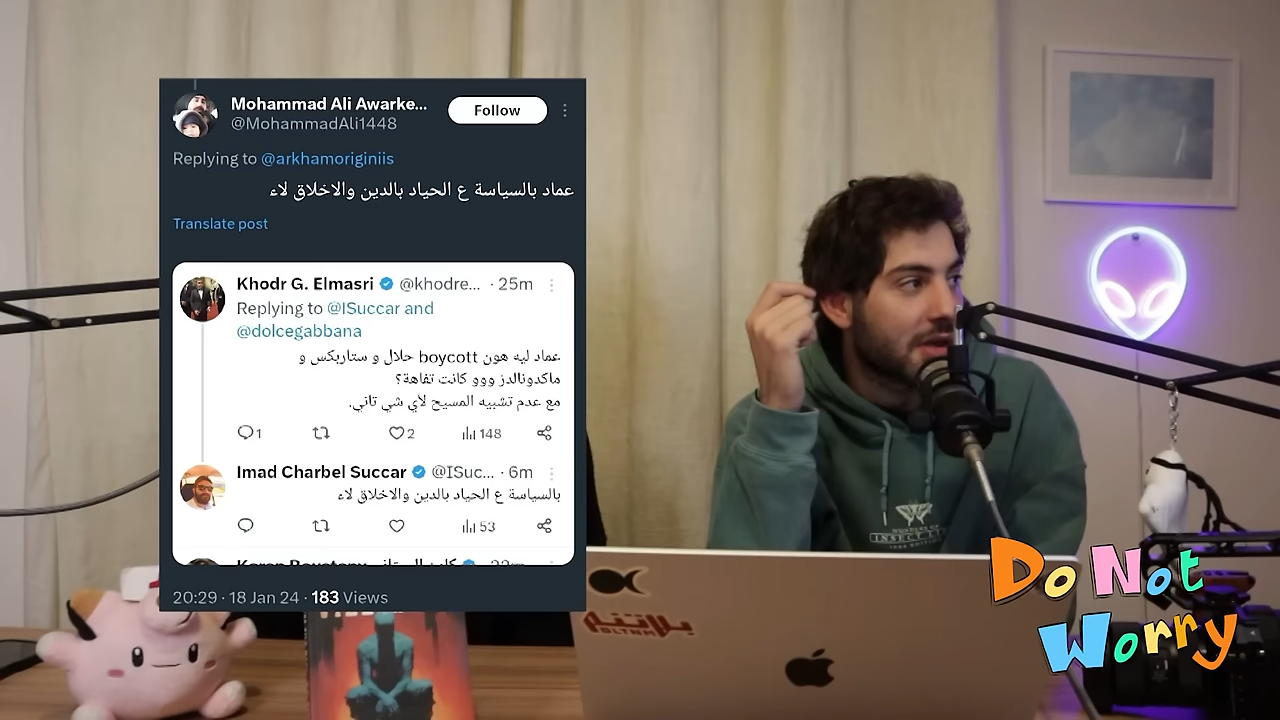 Mohammad Ali Awarke...
Follow
@MohammadAli1448
Replying to @arkhamoriginiis
عماد بالسياسة ع الحياد بالدين والاخلاق لاء
Translate post
Khodr G. Elmasri @khodre... · 25m
Replying to @ISuccar and
@dolcegabbana
عماد ليه هون boycott حلال و ستاربكس و
ماكدونالدز ووو كانت تفاهة؟
مع عدم تشبيه المسيح لأي شي تاني.
1 2 148
Imad Charbel Succar @ISuc... · 6m
بالسياسة ع الحياد بالدين والاخلاق لاء
53
20:29 · 18 Jan 24 · 183 Views
INSECT
بلاتنه
Do Not
Worry